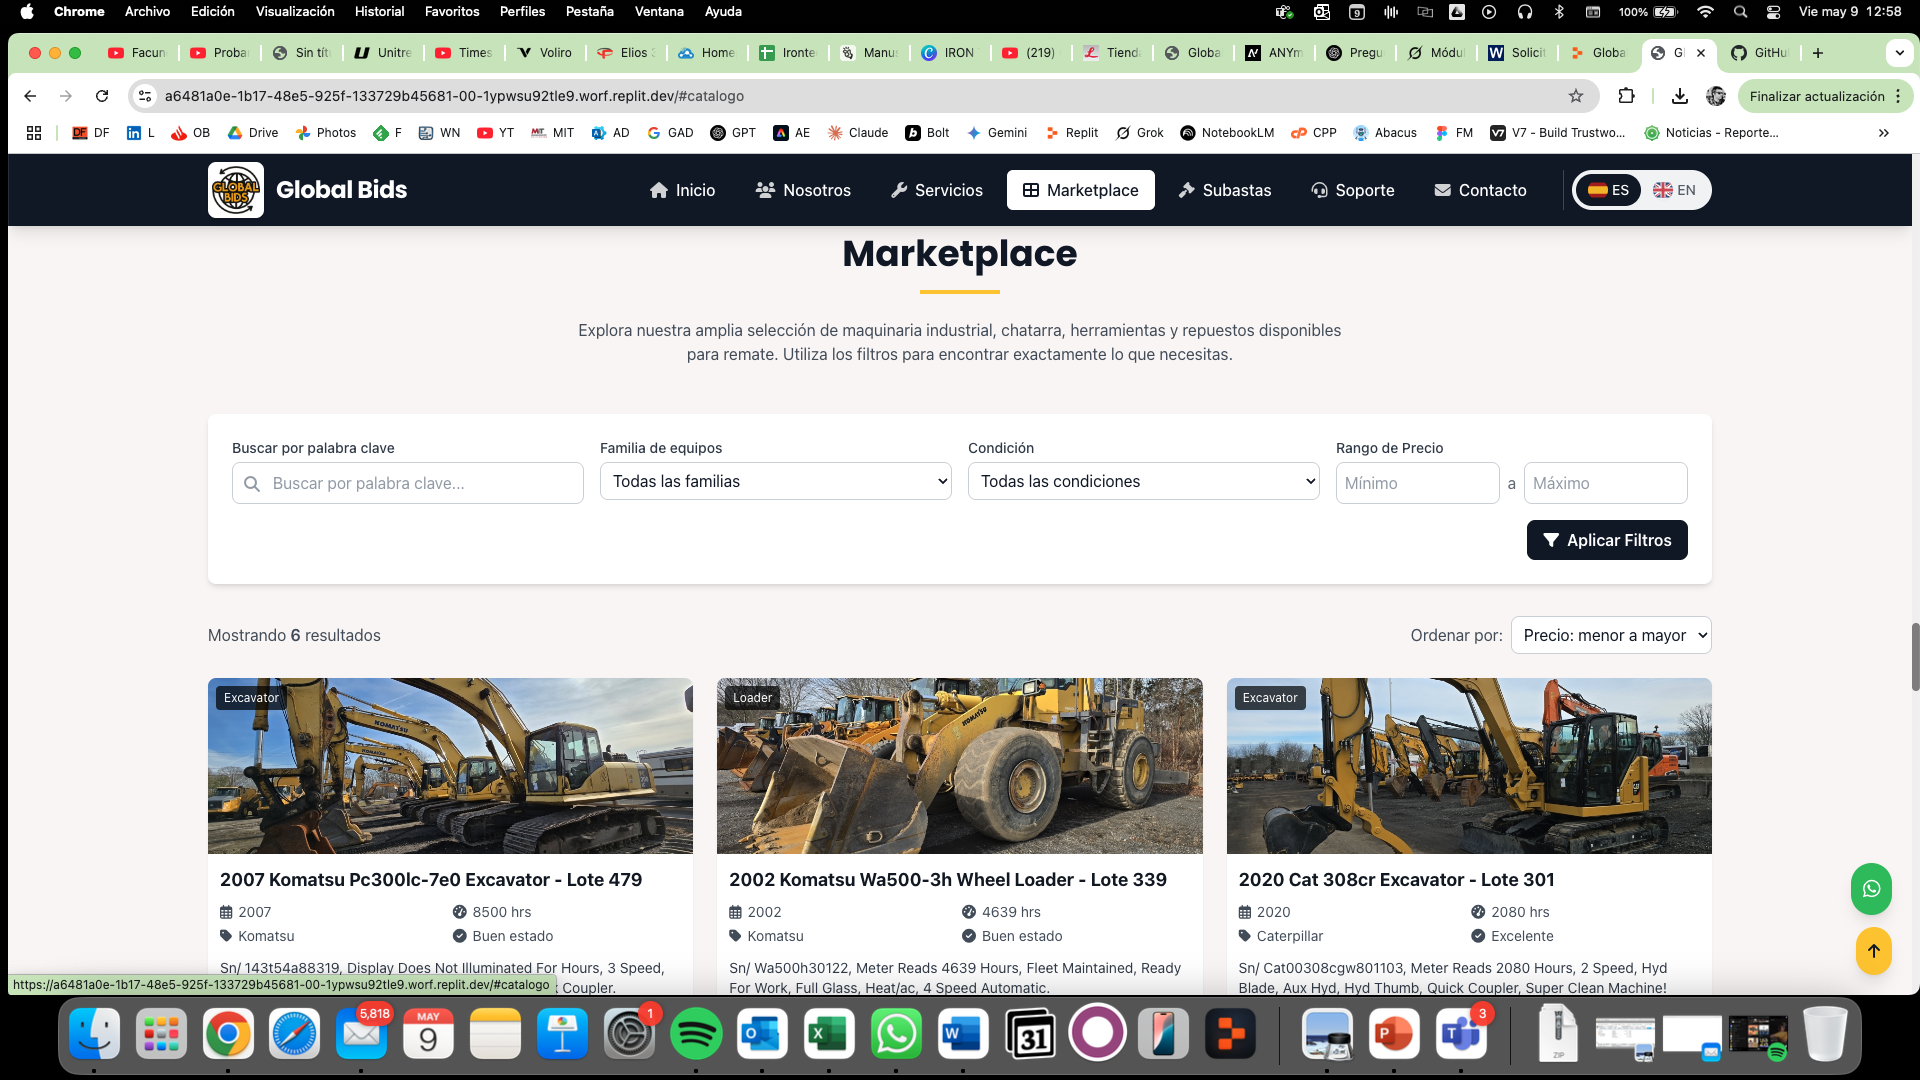 Chrome Archivo Edición Visualización Historial Favoritos Perfiles Pestaña Ventana Ayuda
9 100% Vie may 9 12:58
Facun Proba Sin tít Unitre Times Voliro Elios 3 Home Ironte Manu IRON (219) Tiend Globa ANYm Pregu Módul Solicit Globa Gl GitHu
a6481a0e-1b17-48e5-925f-133729b45681-00-1ypwsu92tle9.worf.replit.dev/#catalogo
Finalizar actualización
DF L OB Drive Photos F WN YT MIT AD GAD GPT AE Claude Bolt Gemini Replit Grok NotebookLM CPP Abacus FM V7 - Build Trustwo... Noticias - Reporte...
GLOBAL BIDS
Global Bids
Inicio Nosotros Servicios Marketplace Subastas Soporte Contacto ES EN
Marketplace
Explora nuestra amplia selección de maquinaria industrial, chatarra, herramientas y repuestos disponibles
para remate. Utiliza los filtros para encontrar exactamente lo que necesitas.
Buscar por palabra clave Familia de equipos Condición Rango de Precio
Buscar por palabra clave... Todas las familias Todas las condiciones Mínimo a Máximo
Aplicar Filtros
Mostrando 6 resultados
Ordenar por: Precio: menor a mayor
Excavator
KOMATSU
2007 Komatsu Pc300lc-7e0 Excavator - Lote 479
2007 8500 hrs
Komatsu Buen estado
Sn/ 143t54a88319, Display Does Not Illuminated For Hours, 3 Speed,
k Coupler.
Loader
KOMATSU
2002 Komatsu Wa500-3h Wheel Loader - Lote 339
2002 4639 hrs
Komatsu Buen estado
Sn/ Wa500h30122, Meter Reads 4639 Hours, Fleet Maintained, Ready
For Work, Full Glass, Heat/ac, 4 Speed Automatic.
Excavator
2020 Cat 308cr Excavator - Lote 301
2020 2080 hrs
Caterpillar Excelente
Sn/ Cat00308cgw801103, Meter Reads 2080 Hours, 2 Speed, Hyd
Blade, Aux Hyd, Hyd Thumb, Quick Coupler, Super Clean Machine!
https://a6481a0e-1b17-48e5-925f-133729b45681-00-1ypwsu92tle9.worf.replit.dev/#catalogo
5,818
MAY
9
1
31
3
ZIP